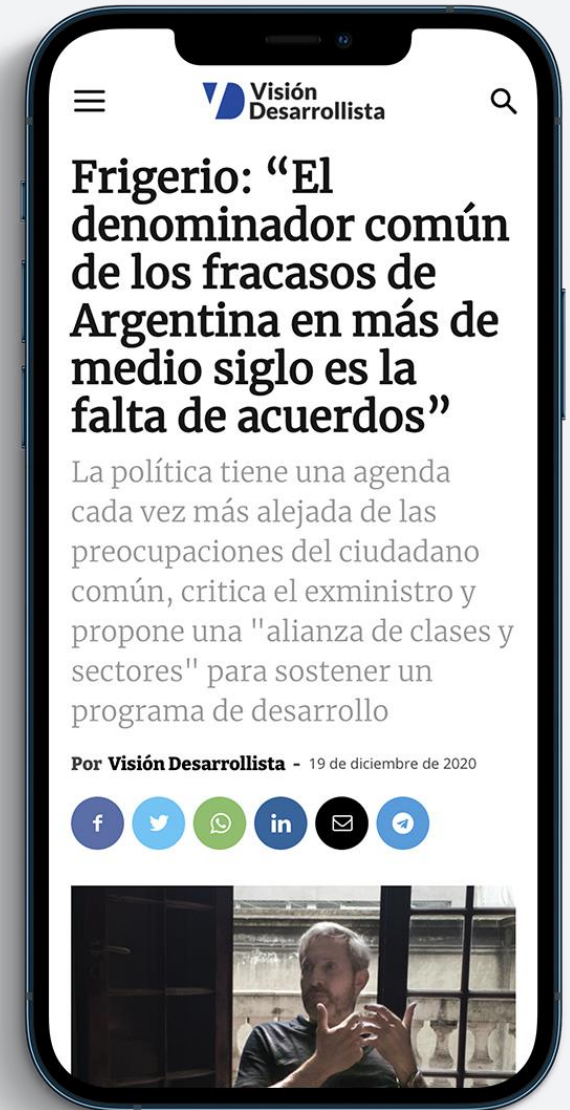 Visión
Desarrollista
Frigerio: “El
denominador común
de los fracasos de
Argentina en más de
medio siglo es la
falta de acuerdos”
La política tiene una agenda
cada vez más alejada de las
preocupaciones del ciudadano
común, critica el exministro y
propone una "alianza de clases y
sectores" para sostener un
programa de desarrollo
Por Visión Desarrollista - 19 de diciembre de 2020